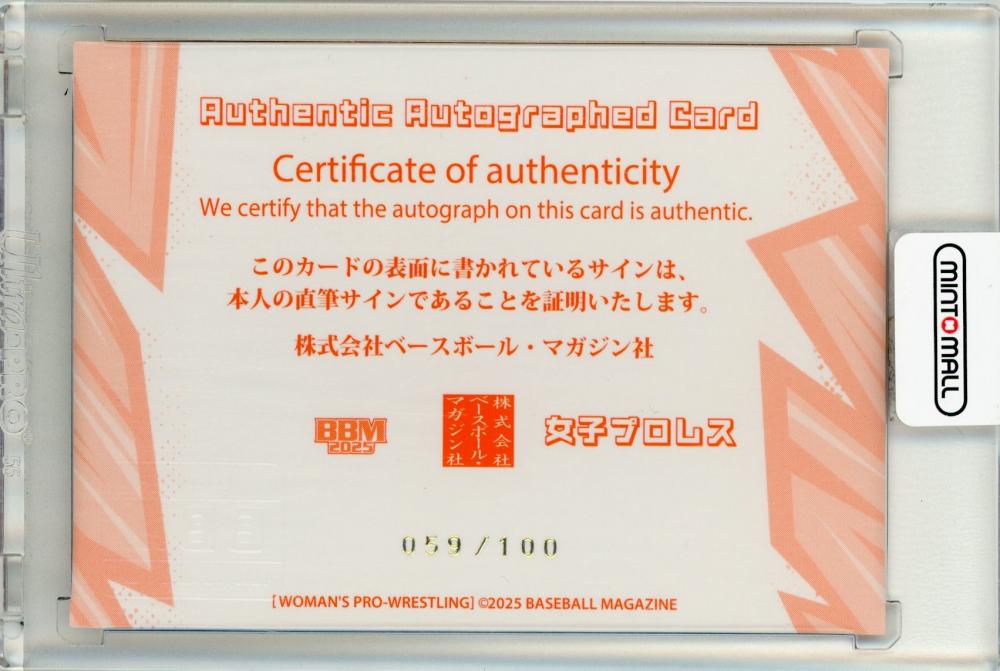 Authentic Autographed Card
Certificate of authenticity
We certify that the autograph on this card is authentic.
このカードの表面に書かれているサインは、
本人の直筆サインであることを証明いたします。
株式会社ベースボール・マガジン社
BBM
2025
株式会社
ベースボール・
マガジン社
女子プロレス
059/100
[WOMAN'S PRO-WRESTLING] ©2025 BASEBALL MAGAZINE
MINT MALL
Ultra PRO®